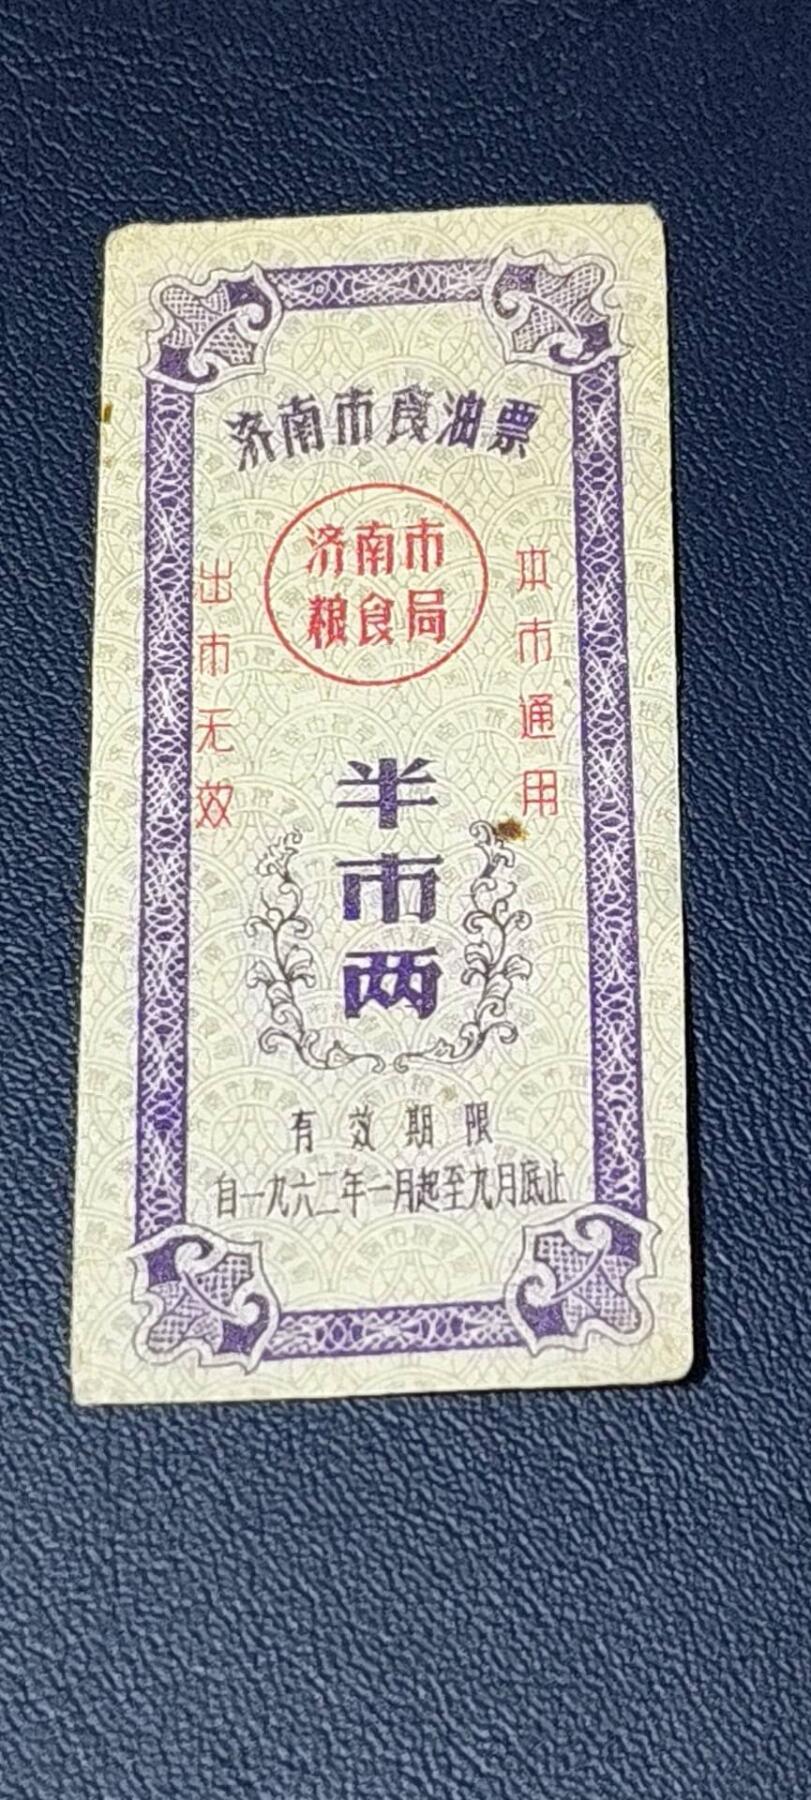 济南市食油票
济南市
粮食局
本市通用
出市无效
半市两
有效期限
自一九六二年一月起至九月底止